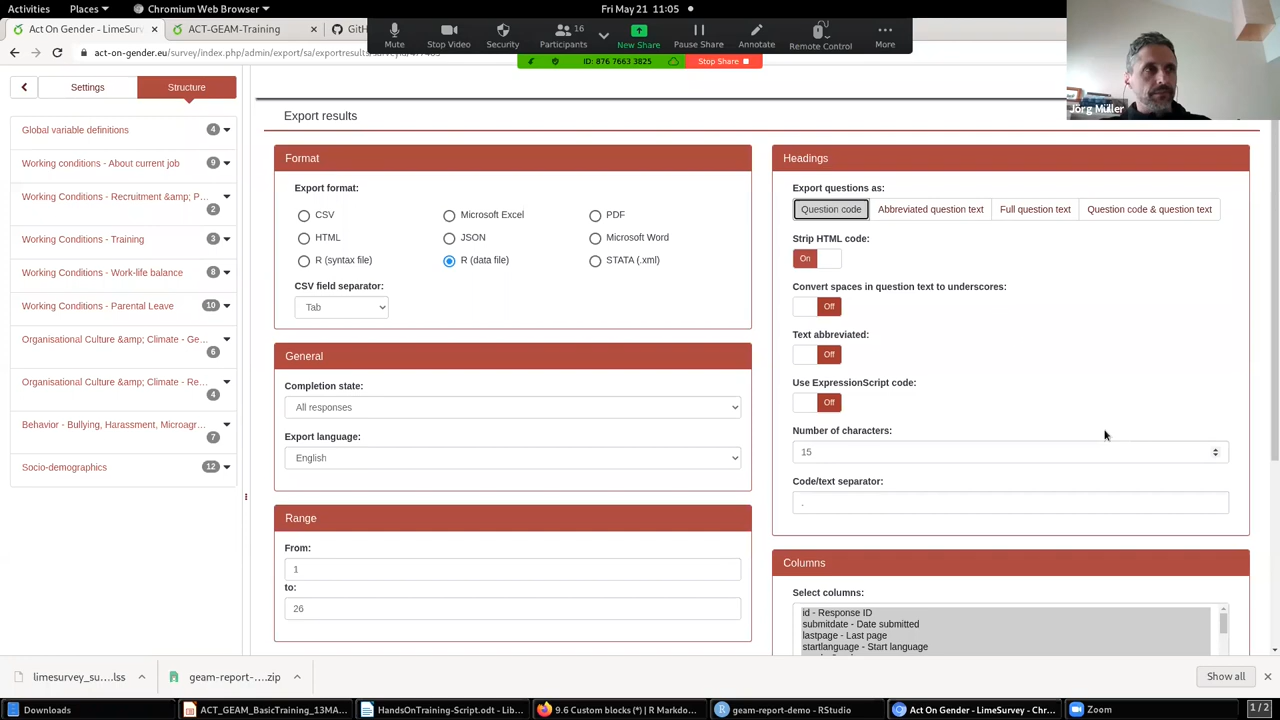 Activities Places Chromium Web Browser Fri May 21 11:05
Act On Gender - LimeSurve ACT-GEAM-Training GitH
act-on-gender.eu/survey/index.php/admin/export/sa/exportresults/
Mute Stop Video Security Participants 16 New Share Pause Share Annotate Remote Control More
ID: 876 7663 3825 Stop Share
Jörg Müller
Settings Structure
Global variable definitions 4
Working conditions - About current job 9
Working Conditions - Recruitment &amp; P... 2
Working Conditions - Training 3
Working Conditions - Work-life balance 8
Working Conditions - Parental Leave 10
Organisational Culture &amp; Climate - Ge... 6
Organisational Culture &amp; Climate - Re... 4
Behavior - Bullying, Harassment, Microagr... 7
Socio-demographics 12
Export results
Format
Export format:
CSV Microsoft Excel PDF
HTML JSON Microsoft Word
R (syntax file) R (data file) STATA (.xml)
CSV field separator:
Tab
General
Completion state:
All responses
Export language:
English
Range
From:
1
to:
26
Headings
Export questions as:
Question code Abbreviated question text Full question text Question code & question text
Strip HTML code:
On
Convert spaces in question text to underscores:
Off
Text abbreviated:
Off
Use ExpressionScript code:
Off
Number of characters:
15
Code/text separator:
.
Columns
Select columns:
id - Response ID
submitdate - Date submitted
lastpage - Last page
startlanguage - Start language
limesurvey_su....lss geam-report-....zip Show all
Downloads ACT_GEAM_BasicTraining_13MA... HandsOnTraining-Script.odt - Lib... 9.6 Custom blocks (*) | R Markdo... geam-report-demo - RStudio Act On Gender - LimeSurvey - Chr... Zoom 1 / 2